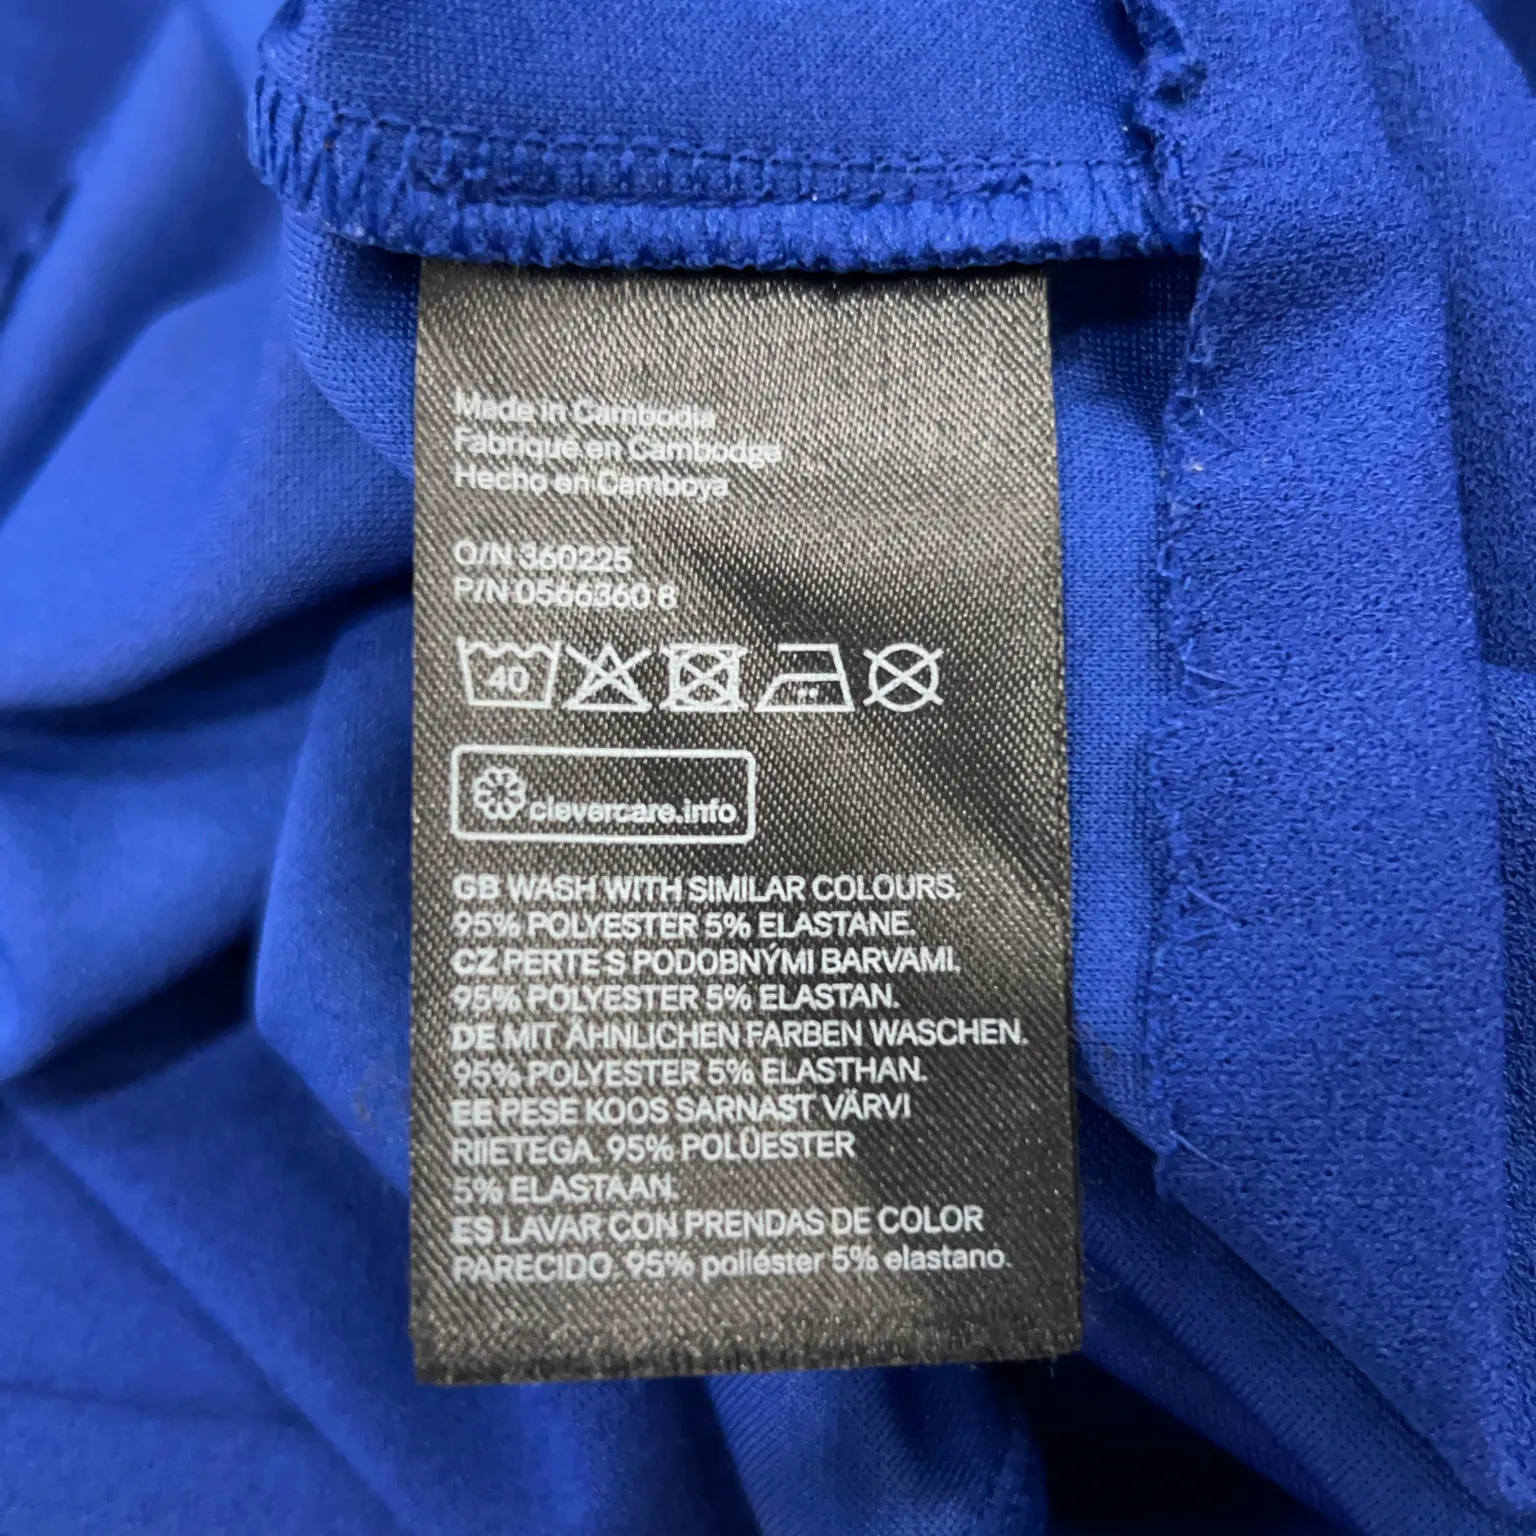 Made in Cambodia
Fabriqué en Cambodge
Hecho en Camboya
O/N 360225
P/N 0566360 8
40
clevercare.info
GB WASH WITH SIMILAR COLOURS.
95% POLYESTER 5% ELASTANE.
CZ PERTE S PODOBNÝMI BARVAMI.
95% POLYESTER 5% ELASTAN.
DE MIT ÄHNLICHEN FARBEN WASCHEN.
95% POLYESTER 5% ELASTHAN.
EE PESE KOOS SARNAST VÄRVI
RIIETEGA. 95% POLÜESTER
5% ELASTAAN.
ES LAVAR CON PRENDAS DE COLOR
PARECIDO. 95% poliéster 5% elastano.